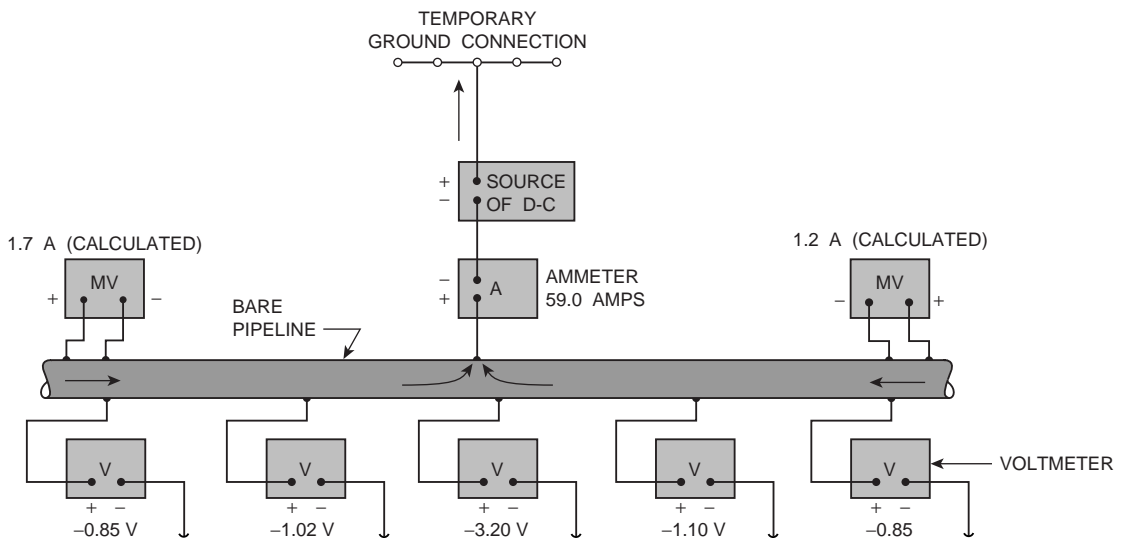 TEMPORARY
GROUND CONNECTION
+ SOURCE
− OF D-C
1.7 A (CALCULATED)
1.2 A (CALCULATED)
MV
+ −
− A
+
AMMETER
59.0 AMPS
MV
− +
BARE
PIPELINE
V
V
V
V
V
VOLTMETER
+ −
+ −
+ −
+ −
+ −
−0.85 V
−1.02 V
−3.20 V
−1.10 V
−0.85